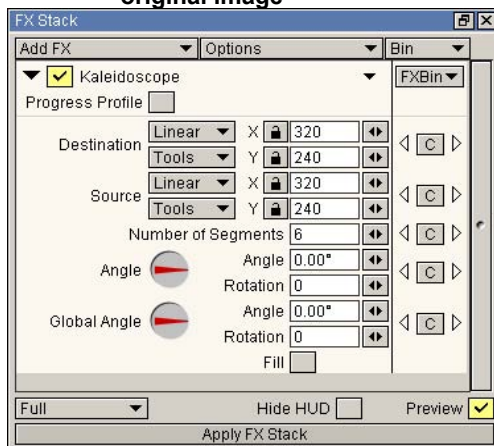 original image
FX Stack
Add FX Options Bin
Kaleidoscope FXBin
Progress Profile
Destination Linear X 320 C
Tools Y 240
Source Linear X 320 C
Tools Y 240
Number of Segments 6 C
Angle Angle 0.00° C
Rotation 0
Global Angle Angle 0.00° C
Rotation 0
Fill
Full Hide HUD Preview
Apply FX Stack